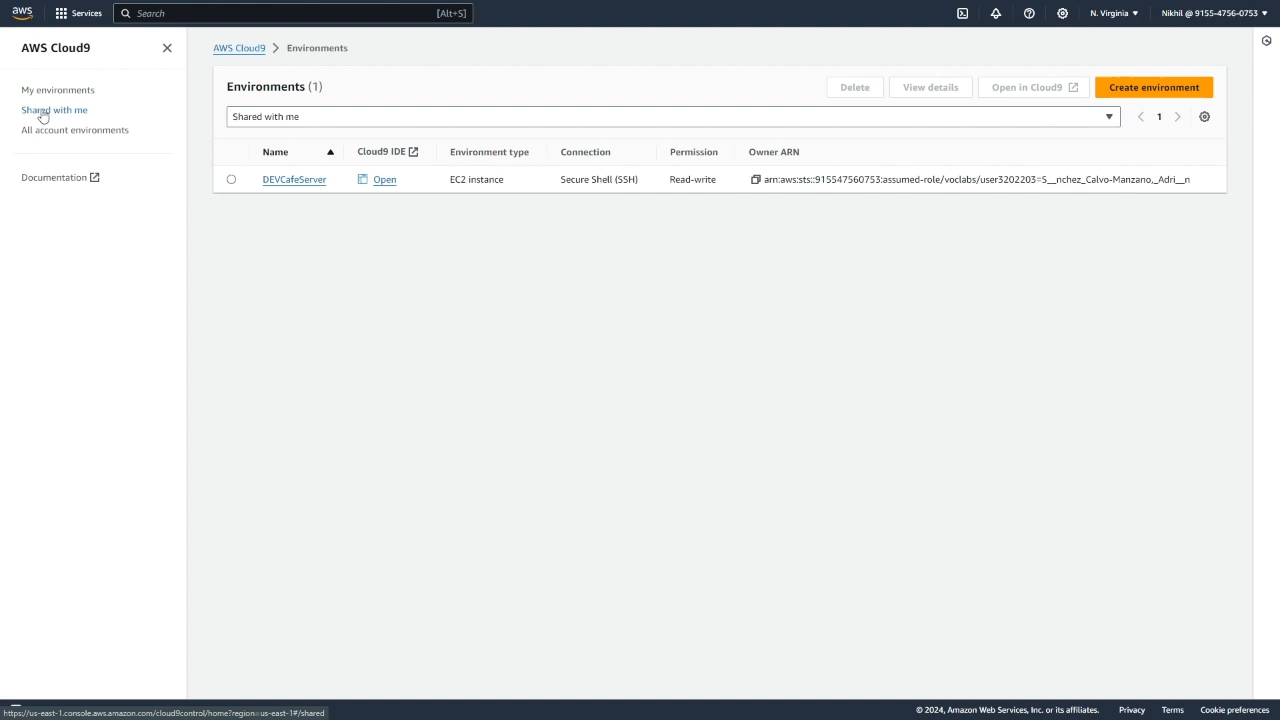 aws Services Search [Alt+S] N. Virginia Nikhil @ 9155-4756-0753
AWS Cloud9
My environments
Shared with me
All account environments
Documentation
AWS Cloud9 Environments
Environments (1)
Delete View details Open in Cloud9 Create environment
Shared with me 1
Name Cloud9 IDE Environment type Connection Permission Owner ARN
DEVCafeServer Open EC2 instance Secure Shell (SSH) Read-write arn:aws:sts::915547560753:assumed-role/voclabs/user3202203=S__nchez_Calvo-Manzano,_Adri__n
https://us-east-1.console.aws.amazon.com/cloud9control/home?region=us-east-1#/shared
© 2024, Amazon Web Services, Inc. or its affiliates. Privacy Terms Cookie preferences